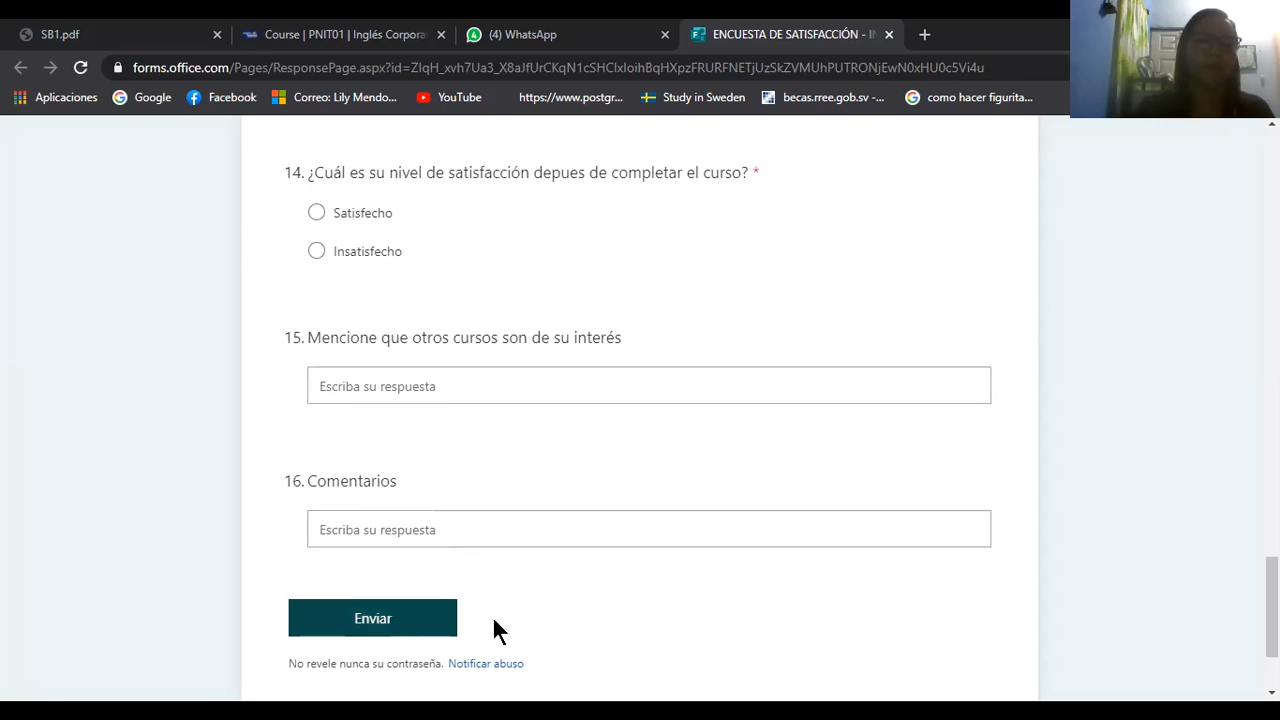 SB1.pdf
Course | PNIT01 | Inglés Corpora
(4) WhatsApp
ENCUESTA DE SATISFACCIÓN - I
forms.office.com/Pages/ResponsePage.aspx?id=ZIqH_xvh7Ua3_X8aJfUrCKqN1cSHClxIoihBqHXpzFRURFNETjUzSkZVMUhPUTRONjEwN0xHU0c5Vi4u
Aplicaciones
Google
Facebook
Correo: Lily Mendo...
YouTube
https://www.postgr...
Study in Sweden
becas.rree.gob.sv -...
como hacer figurita...
14. ¿Cuál es su nivel de satisfacción depues de completar el curso? *
Satisfecho
Insatisfecho
15. Mencione que otros cursos son de su interés
Escriba su respuesta
16. Comentarios
Escriba su respuesta
Enviar
No revele nunca su contraseña. Notificar abuso